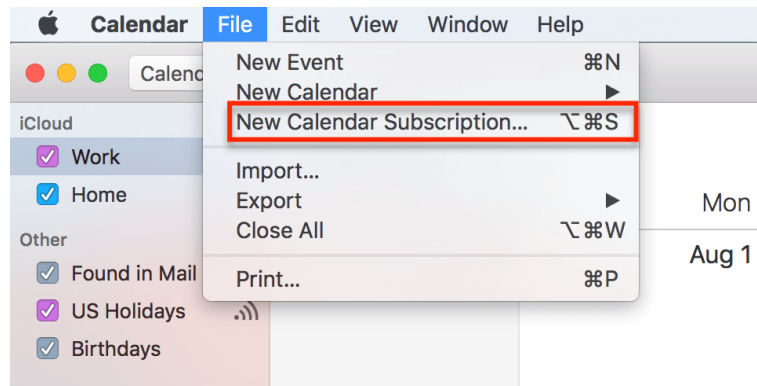 Calendar File Edit View Window Help
Calend
New Event ⌘N
New Calendar ▶
New Calendar Subscription... ⌥⌘S
Import...
Export ▶
Close All ⌥⌘W
Print... ⌘P
iCloud
Work
Home
Other
Found in Mail
US Holidays
Birthdays
Mon
Aug 1